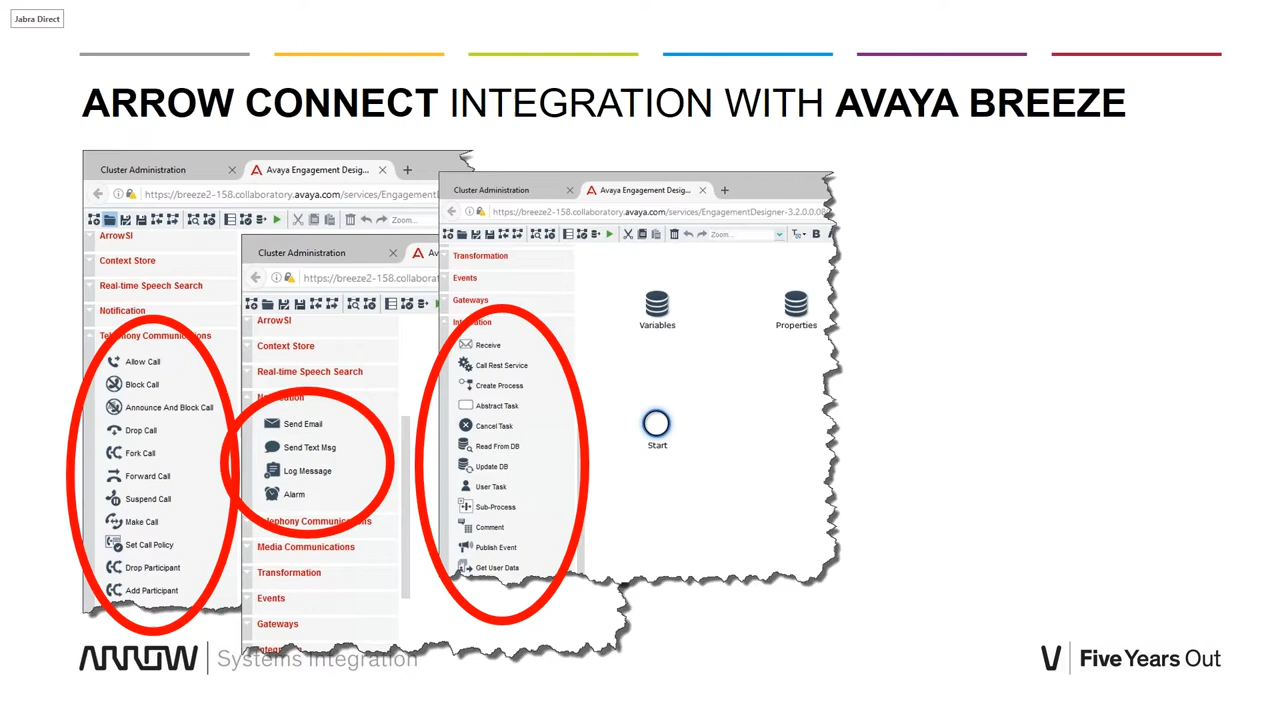 Jabra Direct
ARROW CONNECT INTEGRATION WITH AVAYA BREEZE
Cluster Administration
Avaya Engagement Desig...
https://breeze2-158.collaboratory.avaya.com/services/Engagement
Zoom...
ArrowSI
Context Store
Real-time Speech Search
Notification
Telephony Communications
Allow Call
Block Call
Announce And Block Call
Drop Call
Fork Call
Forward Call
Suspend Call
Make Call
Set Call Policy
Drop Participant
Add Participant
Cluster Administration
https://breeze2-158.collaborat
ArrowSI
Context Store
Real-time Speech Search
Notification
Send Email
Send Text Msg
Log Message
Alarm
Telephony Communications
Media Communications
Transformation
Events
Gateways
Cluster Administration
Avaya Engagement Desig...
https://breeze2-158.collaboratory.avaya.com/services/EngagementDesigner-3.2.0.0.08
Zoom...
B
Transformation
Events
Gateways
Integration
Receive
Call Rest Service
Create Process
Abstract Task
Cancel Task
Read From DB
Update DB
User Task
Sub-Process
Comment
Publish Event
Get User Data
Variables
Properties
Start
ARROW
Systems Integration
Five Years Out